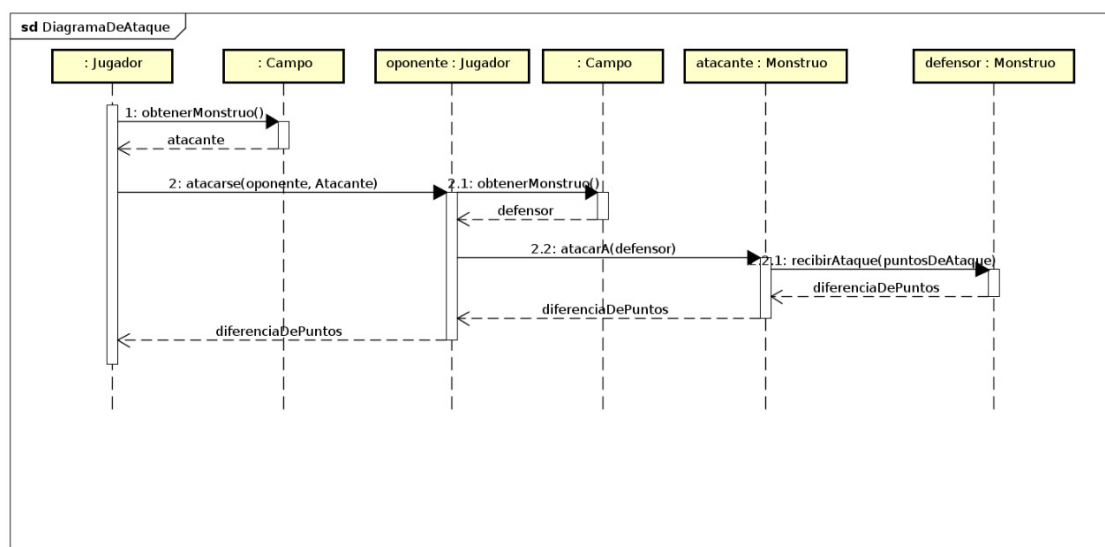 sd DiagramaDeAtaque
: Jugador
: Campo
oponente : Jugador
: Campo
atacante : Monstruo
defensor : Monstruo
1: obtenerMonstruo()
atacante
2: atacarse(oponente, Atacante)
2.1: obtenerMonstruo()
defensor
2.2: atacarA(defensor)
2.2.1: recibirAtaque(puntosDeAtaque)
diferenciaDePuntos
diferenciaDePuntos
diferenciaDePuntos